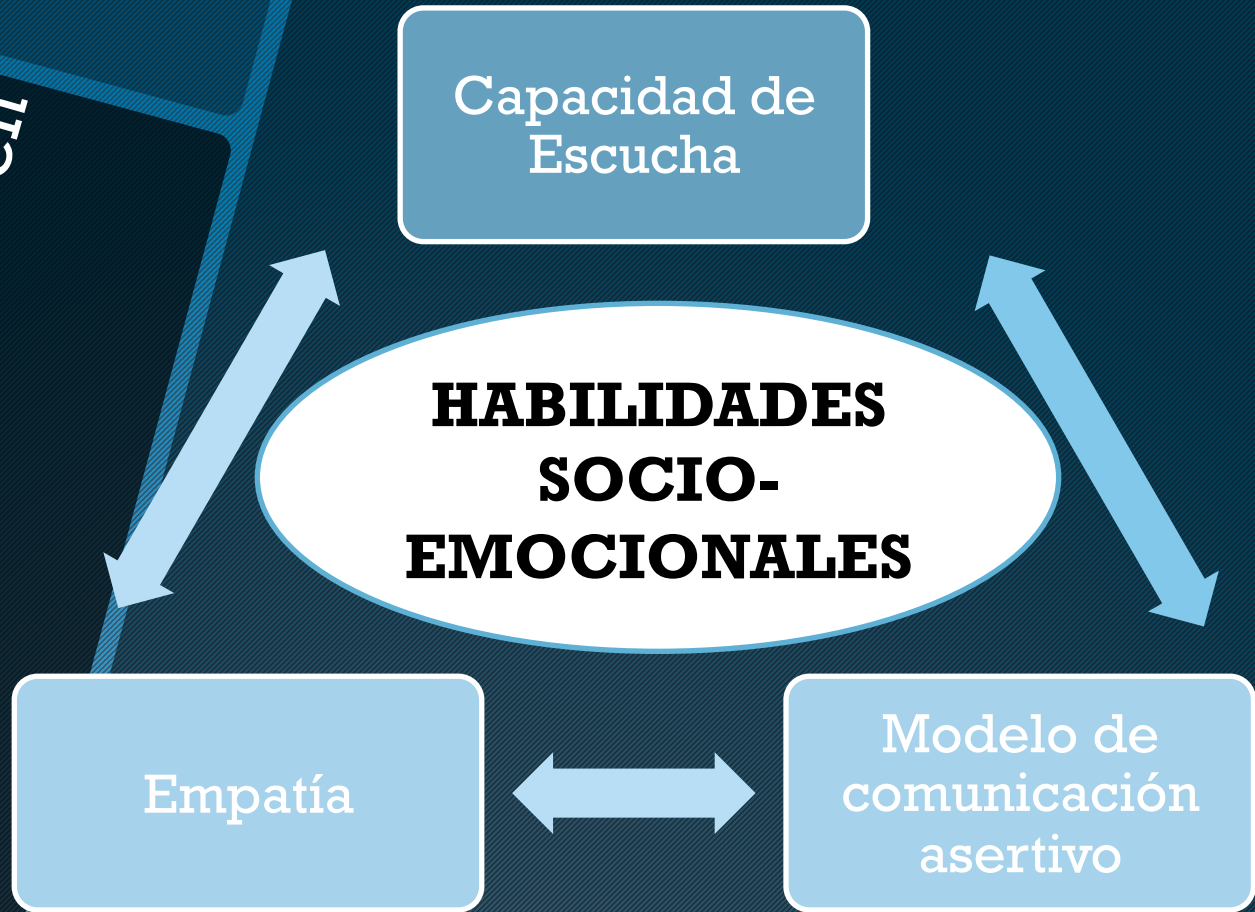 Capacidad de
Escucha
HABILIDADES
SOCIO-
EMOCIONALES
Empatía
Modelo de
comunicación
asertivo